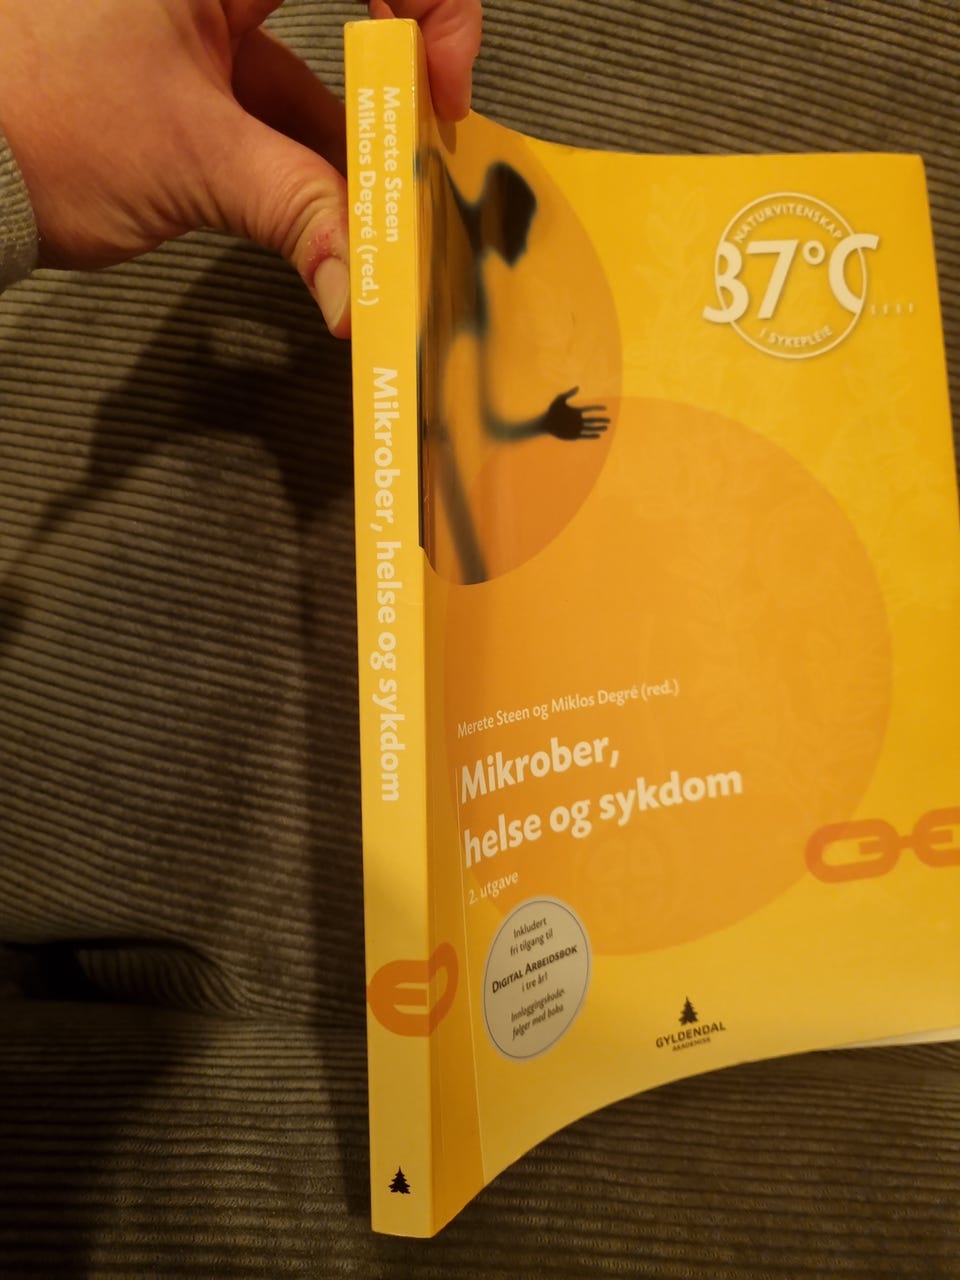 Merete Steen
Miklos Degré (red.)
Mikrober, helse og sykdom
NATURVITENSKAP
37°C
I SYKEPLEIE
Merete Steen og Miklos Degré (red.)
Mikrober,
helse og sykdom
2. utgave
Inkludert
fri tilgang til
DIGITAL ARBEIDSBOK
i tre år!
Innloggingskode
følger med boka
GYLDENDAL
AKADEMISK